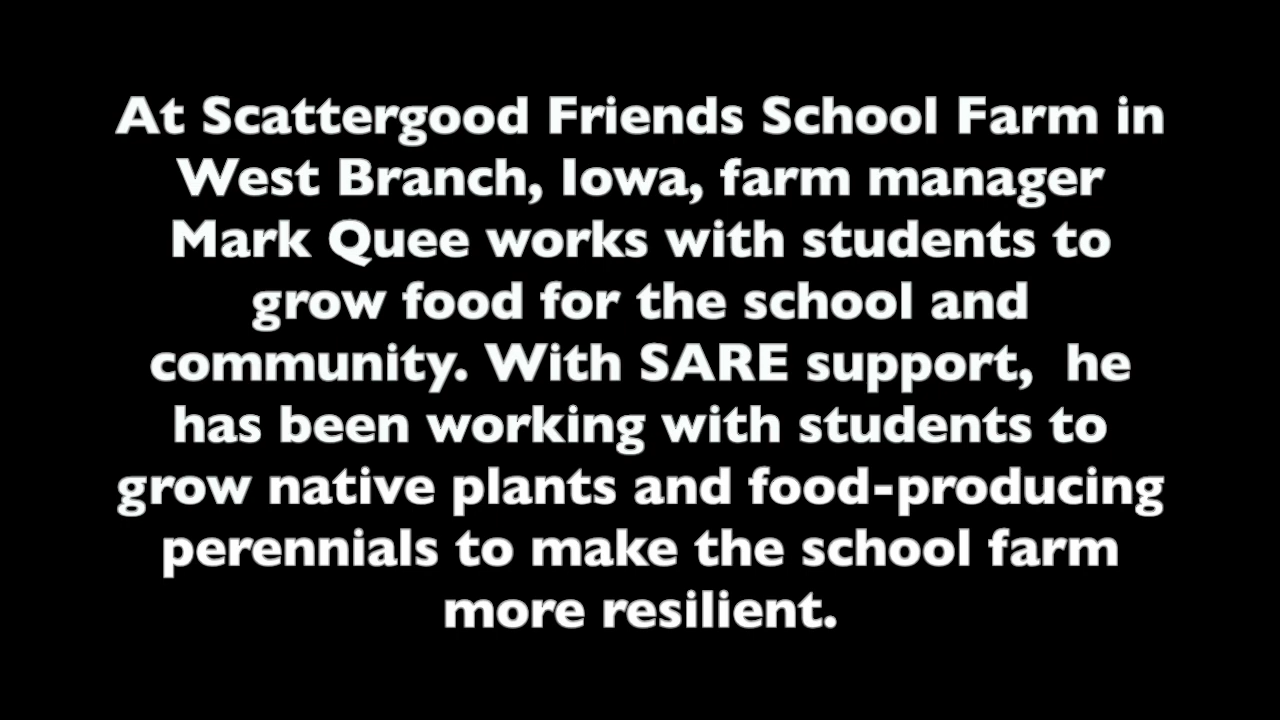 At Scattergood Friends School Farm in
West Branch, Iowa, farm manager
Mark Quee works with students to
grow food for the school and
community. With SARE support,  he
has been working with students to
grow native plants and food-producing
perennials to make the school farm
more resilient.